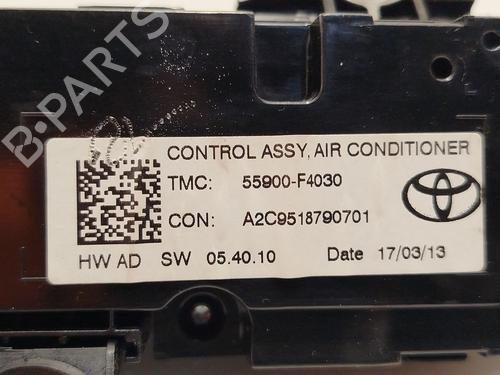 B-PARTS
CONTROL ASSY, AIR CONDITIONER
TMC: 55900-F4030
CON: A2C9518790701
HW AD SW 05.40.10 Date 17/03/13